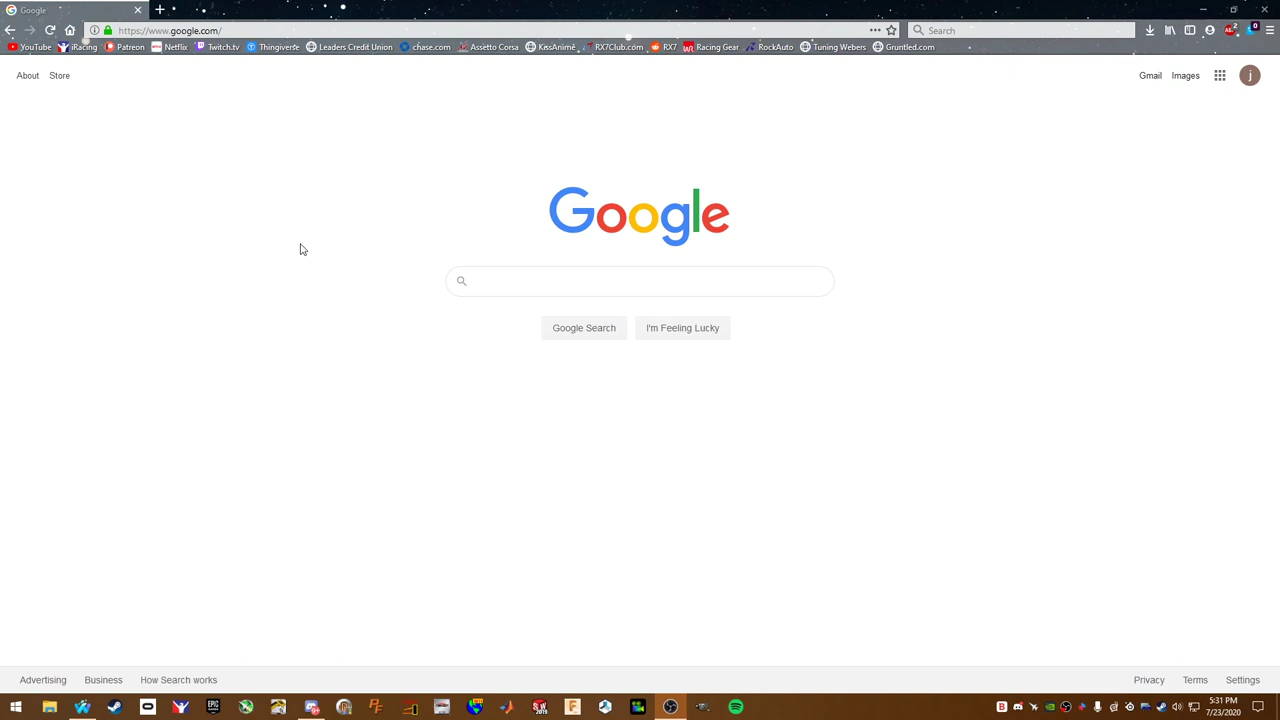 Google
https://www.google.com/
Search
YouTube iRacing Patreon Netflix Twitch.tv Thingiverse Leaders Credit Union chase.com Assetto Corsa KissAnime RX7Club.com RX7 Racing Gear RockAuto Tuning Webers Gruntled.com
About Store
Gmail Images
j
Google
Google Search I'm Feeling Lucky
Advertising Business How Search works
Privacy Terms Settings
5:31 PM
7/23/2020